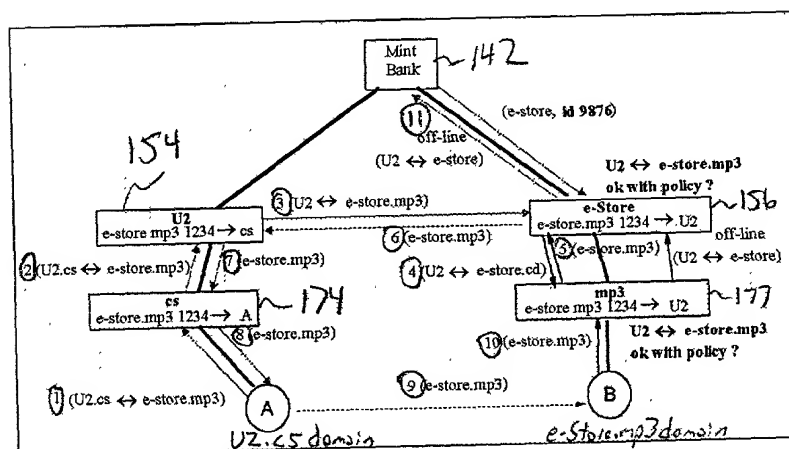 Mint
Bank
142
11
off-line
(U2 ↔ e-store)
(e-store, id 9876)
154
U2 ↔ e-store.mp3
ok with policy ?
3 (U2 ↔ e-store.mp3)
U2
e-store mp3 1234 → cs
e-Store
e-store.mp3 1234 → U2
156
6 (e-store.mp3)
5 (e-store.mp3)
off-line
(U2 ↔ e-store)
2 (U2.cs ↔ e-store.mp3)
7 (e-store.mp3)
4 (U2 ↔ e-store.cd)
cs
e-store.mp3 1234 → A
174
mp3
e-store.mp3 1234 → U2
177
8 (e-store.mp3)
U2 ↔ e-store.mp3
ok with policy ?
10 (e-store.mp3)
1 (U2.cs ↔ e-store.mp3)
A
9 (e-store.mp3)
B
U2.cs domain
e-Store.mp3 domain